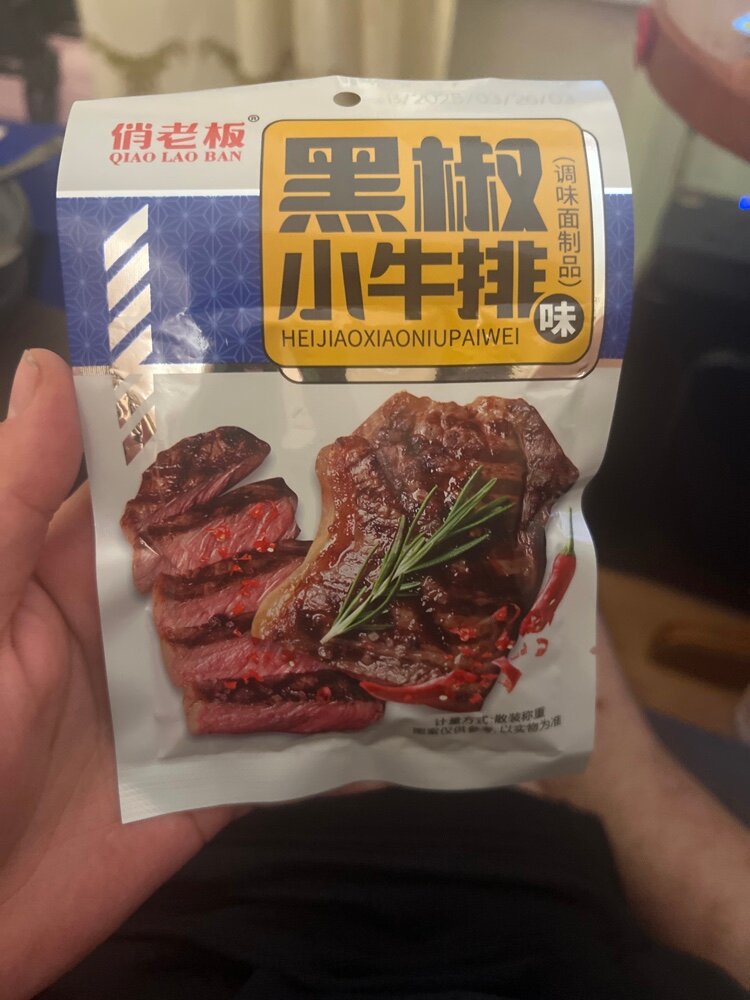 俏老板®
QIAO LAO BAN
黑椒
小牛排
味
(调味面制品)
HEIJIAOXIAONIUPAIWEI
计量方式:散装称重
图案仅供参考,以实物为准